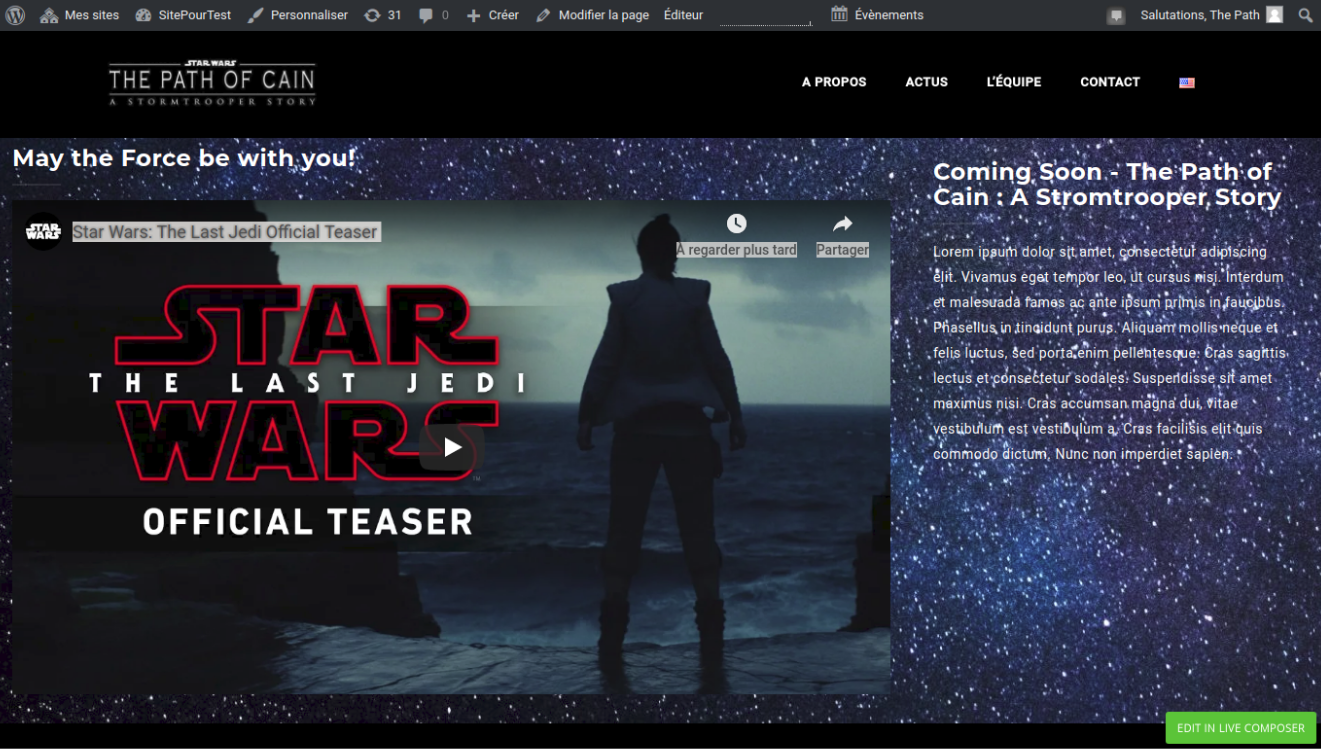 Mes sites SitePourTest Personnaliser 31 0 Créer Modifier la page Éditeur Évènements Salutations, The Path
STAR WARS
THE PATH OF CAIN
A STORMTROOPER STORY
A PROPOS ACTUS L'ÉQUIPE CONTACT
May the Force be with you!
STAR WARS
Star Wars: The Last Jedi Official Teaser
À regarder plus tard Partager
STAR
THE LAST JEDI
WARS
TM
OFFICIAL TEASER
Coming Soon - The Path of
Cain : A Stromtrooper Story
Lorem ipsum dolor sit amet, consectetur adipiscing
elit. Vivamus eget tempor leo, ut cursus nisi. Interdum
et malesuada fames ac ante ipsum primis in faucibus.
Phasellus in tincidunt purus. Aliquam mollis neque et
felis luctus, sed porta enim pellentesque. Cras sagittis
lectus et consectetur sodales. Suspendisse sit amet
maximus nisi. Cras accumsan magna dui, vitae
vestibulum est vestibulum a. Cras facilisis elit quis
commodo dictum. Nunc non imperdiet sapien.
EDIT IN LIVE COMPOSER